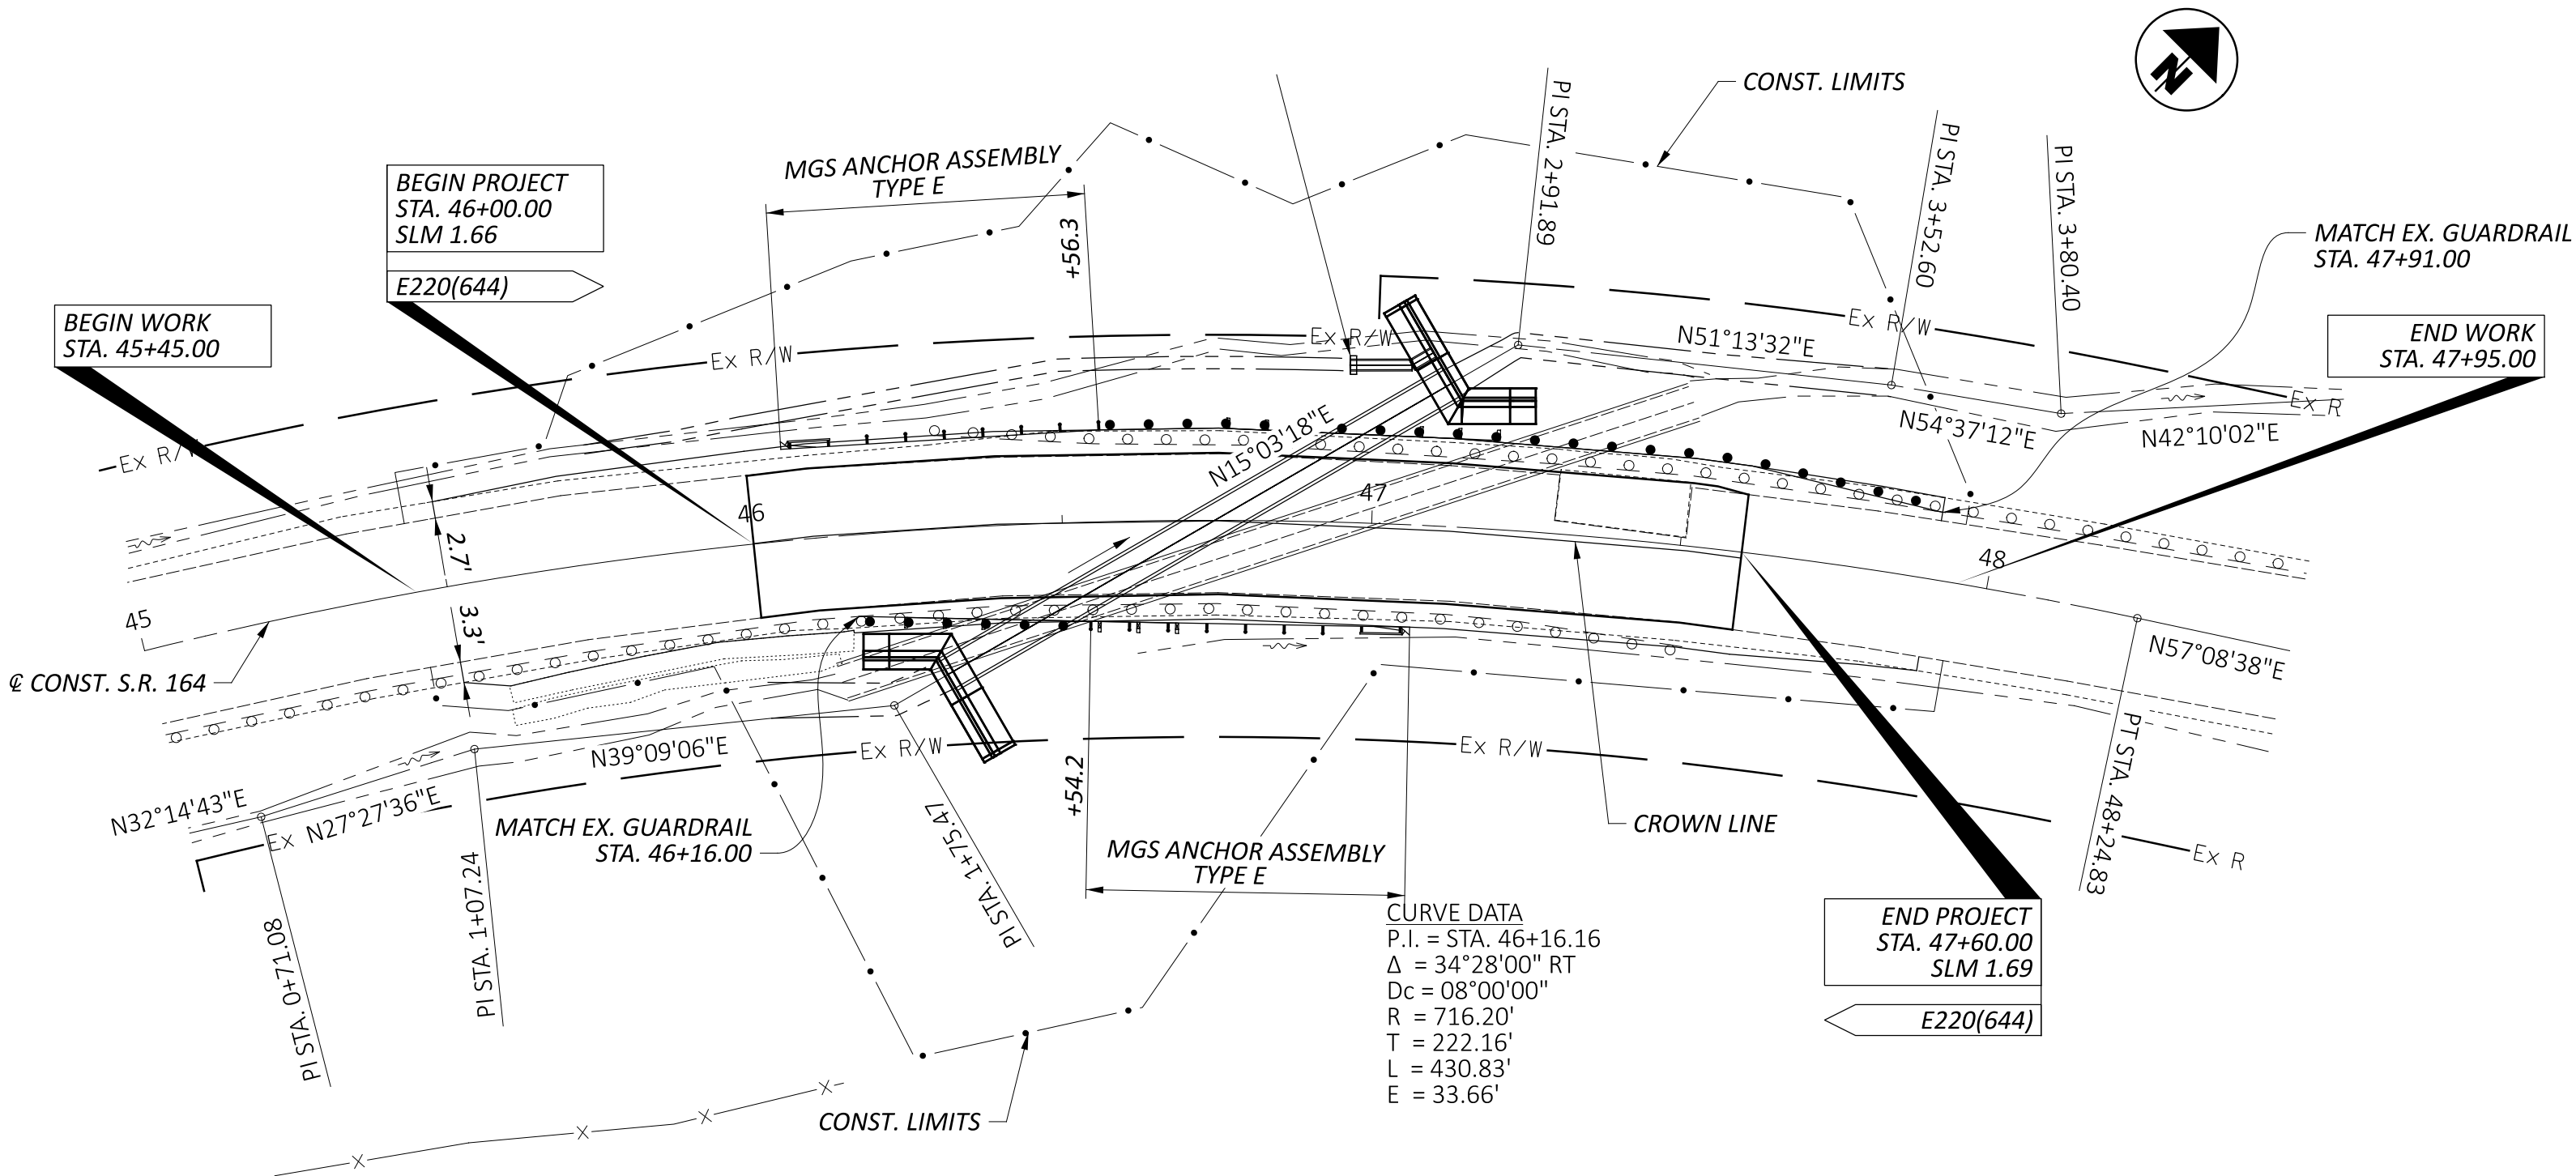 N
CONST. LIMITS
PI STA. 2+91.89
PI STA. 3+52.60
PI STA. 3+80.40
MGS ANCHOR ASSEMBLY
TYPE E
+56.3
BEGIN PROJECT
STA. 46+00.00
SLM 1.66
E220(644)
BEGIN WORK
STA. 45+45.00
MATCH EX. GUARDRAIL
STA. 47+91.00
END WORK
STA. 47+95.00
Ex R/W
Ex R/W
Ex R/W
Ex R/W
Ex R
N51°13'32"E
N54°37'12"E
N42°10'02"E
N15°03'18"E
46
47
48
45
2.7'
3.3'
℄ CONST. S.R. 164
N57°08'38"E
PT STA. 48+24.83
N39°09'06"E
Ex R/W
Ex R/W
Ex R
N32°14'43"E
Ex
N27°27'36"E
MATCH EX. GUARDRAIL
STA. 46+16.00
PI STA. 0+71.08
PI STA. 1+07.24
PI STA. 1+75.47
+54.2
MGS ANCHOR ASSEMBLY
TYPE E
CROWN LINE
CURVE DATA
P.I. = STA. 46+16.16
Δ = 34°28'00" RT
Dc = 08°00'00"
R = 716.20'
T = 222.16'
L = 430.83'
E = 33.66'
END PROJECT
STA. 47+60.00
SLM 1.69
E220(644)
CONST. LIMITS